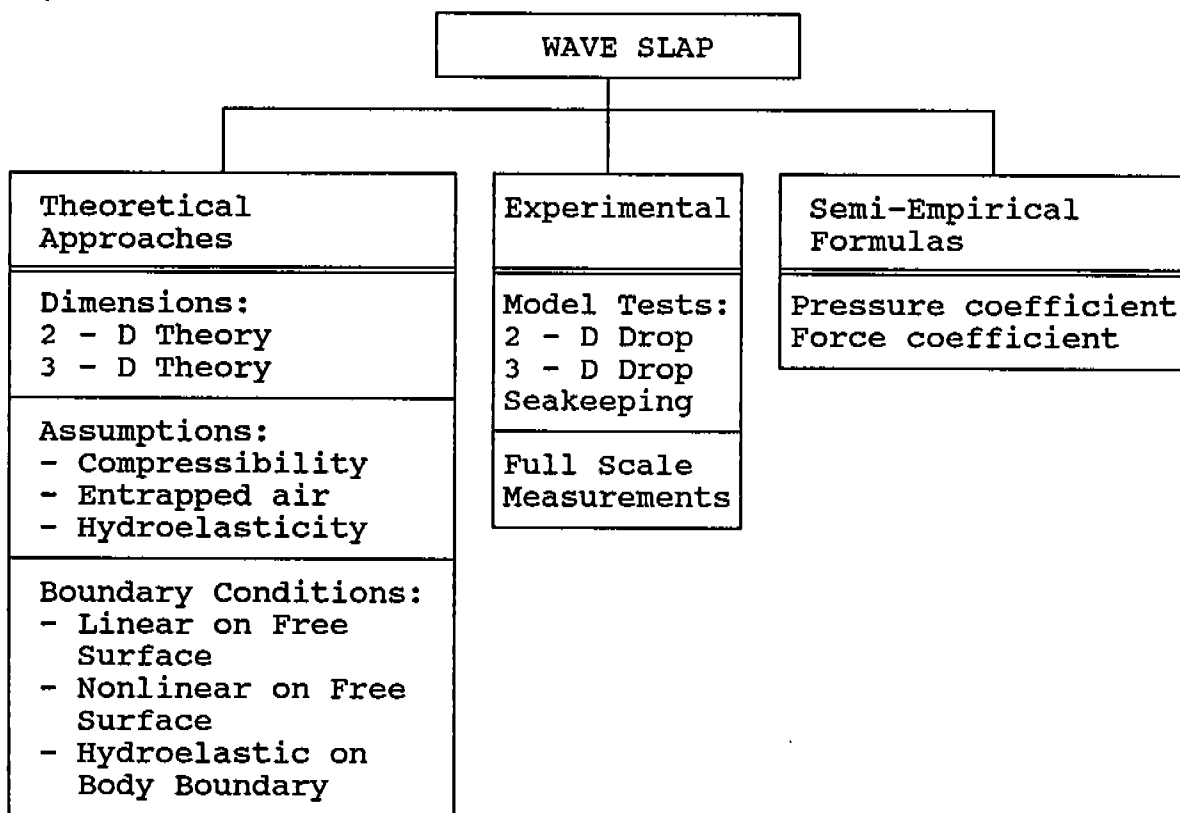 WAVE SLAP
Theoretical
Approaches
Dimensions:
2 - D Theory
3 - D Theory
Assumptions:
- Compressibility
- Entrapped air
- Hydroelasticity
Boundary Conditions:
- Linear on Free
Surface
- Nonlinear on Free
Surface
- Hydroelastic on
Body Boundary
Experimental
Model Tests:
2 - D Drop
3 - D Drop
Seakeeping
Full Scale
Measurements
Semi-Empirical
Formulas
Pressure coefficient
Force coefficient